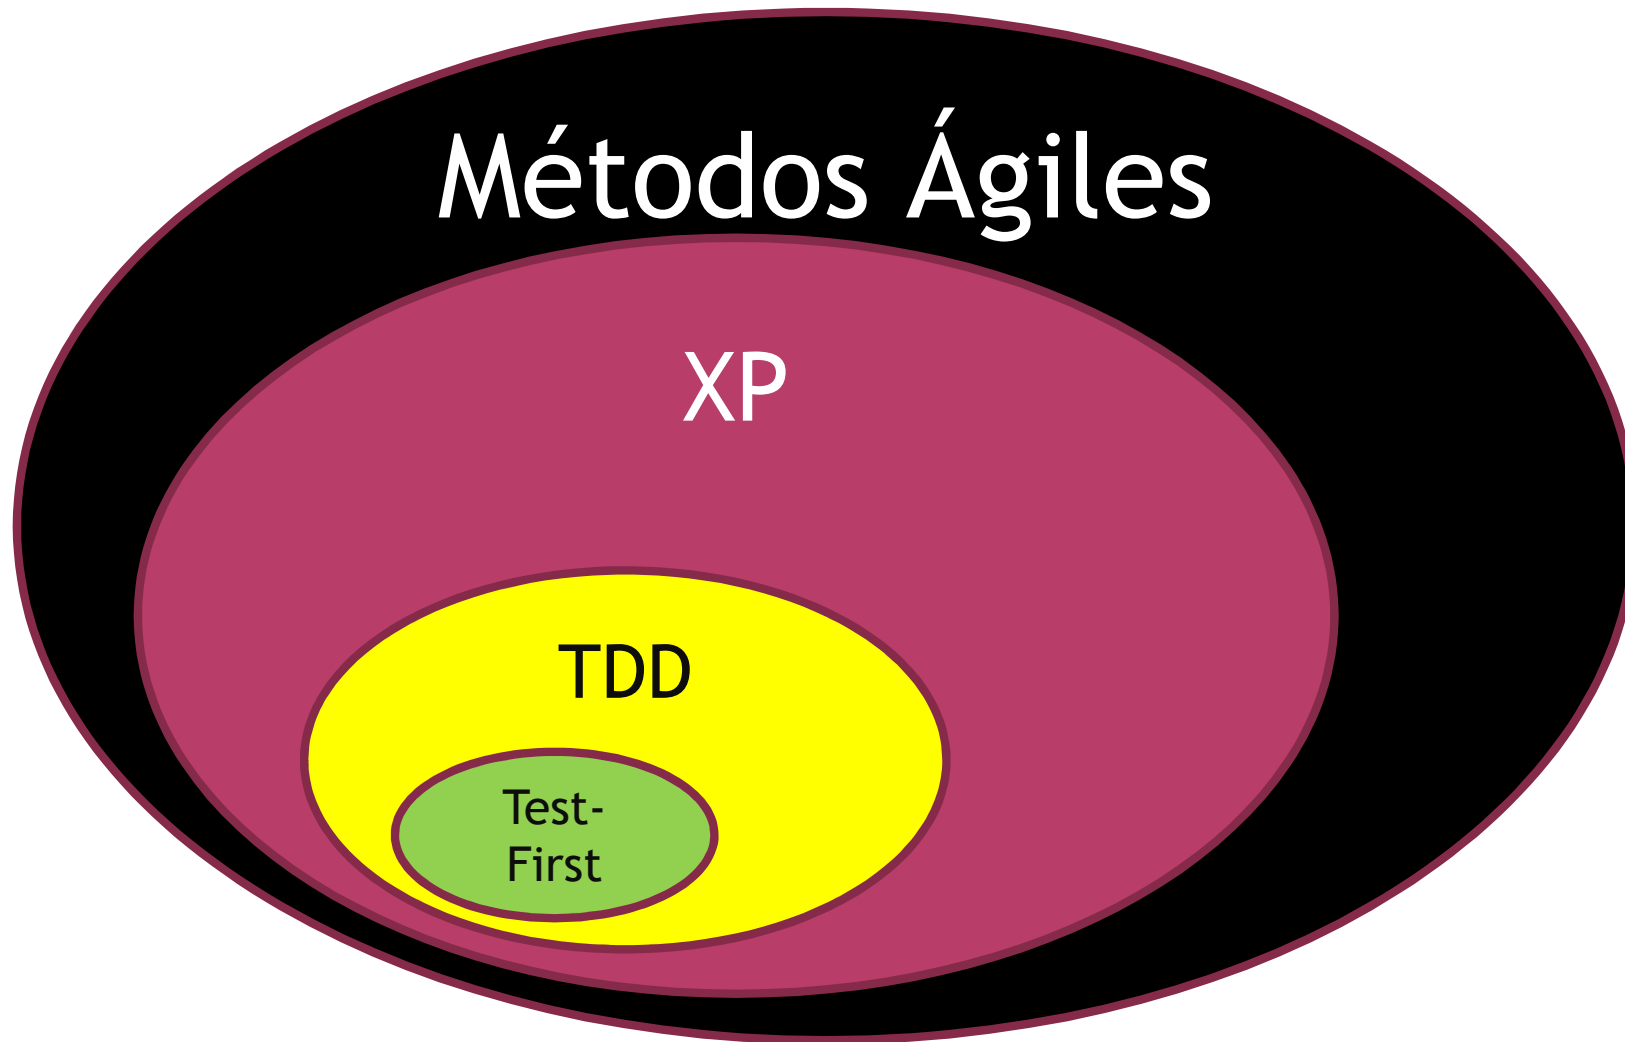 Métodos Ágiles
XP
TDD
Test-
First